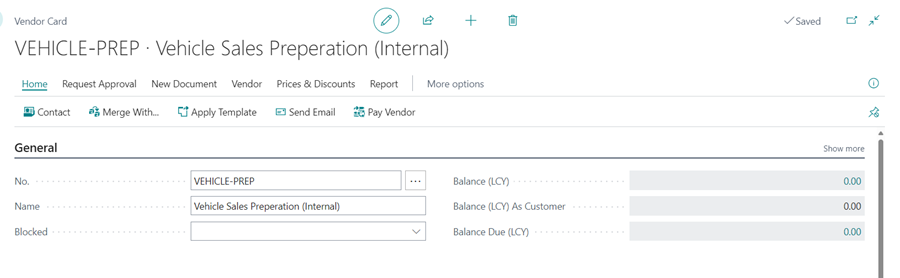 Vendor Card
Saved
VEHICLE-PREP · Vehicle Sales Preperation (Internal)
Home Request Approval New Document Vendor Prices & Discounts Report More options
Contact Merge With... Apply Template Send Email Pay Vendor
General Show more
No. VEHICLE-PREP ... Balance (LCY) 0.00
Name Vehicle Sales Preperation (Internal) Balance (LCY) As Customer 0.00
Blocked Balance Due (LCY) 0.00